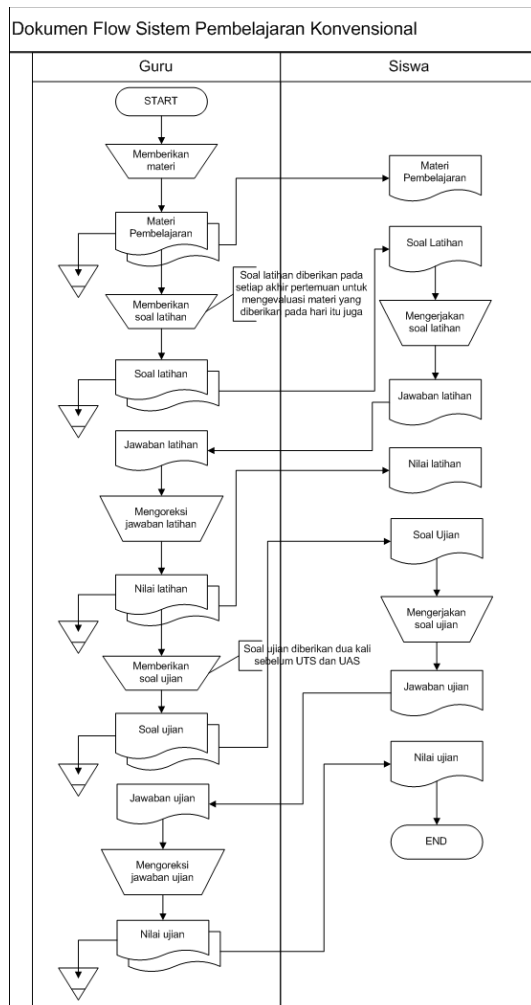 Dokumen Flow Sistem Pembelajaran Konvensional
Guru
Siswa
START
Memberikan
materi
Materi
Pembelajaran
Materi
Pembelajaran
Soal Latihan
Memberikan
soal latihan
Soal latihan diberikan pada
setiap akhir pertemuan untuk
mengevaluasi materi yang
diberikan pada hari itu juga
Mengerjakan
soal latihan
Soal latihan
Jawaban latihan
Jawaban latihan
Nilai latihan
Mengoreksi
jawaban latihan
Soal Ujian
Nilai latihan
Mengerjakan
soal ujian
Memberikan
soal ujian
Soal ujian diberikan dua kali
sebelum UTS dan UAS
Jawaban ujian
Soal ujian
Nilai ujian
Jawaban ujian
END
Mengoreksi
jawaban ujian
Nilai ujian